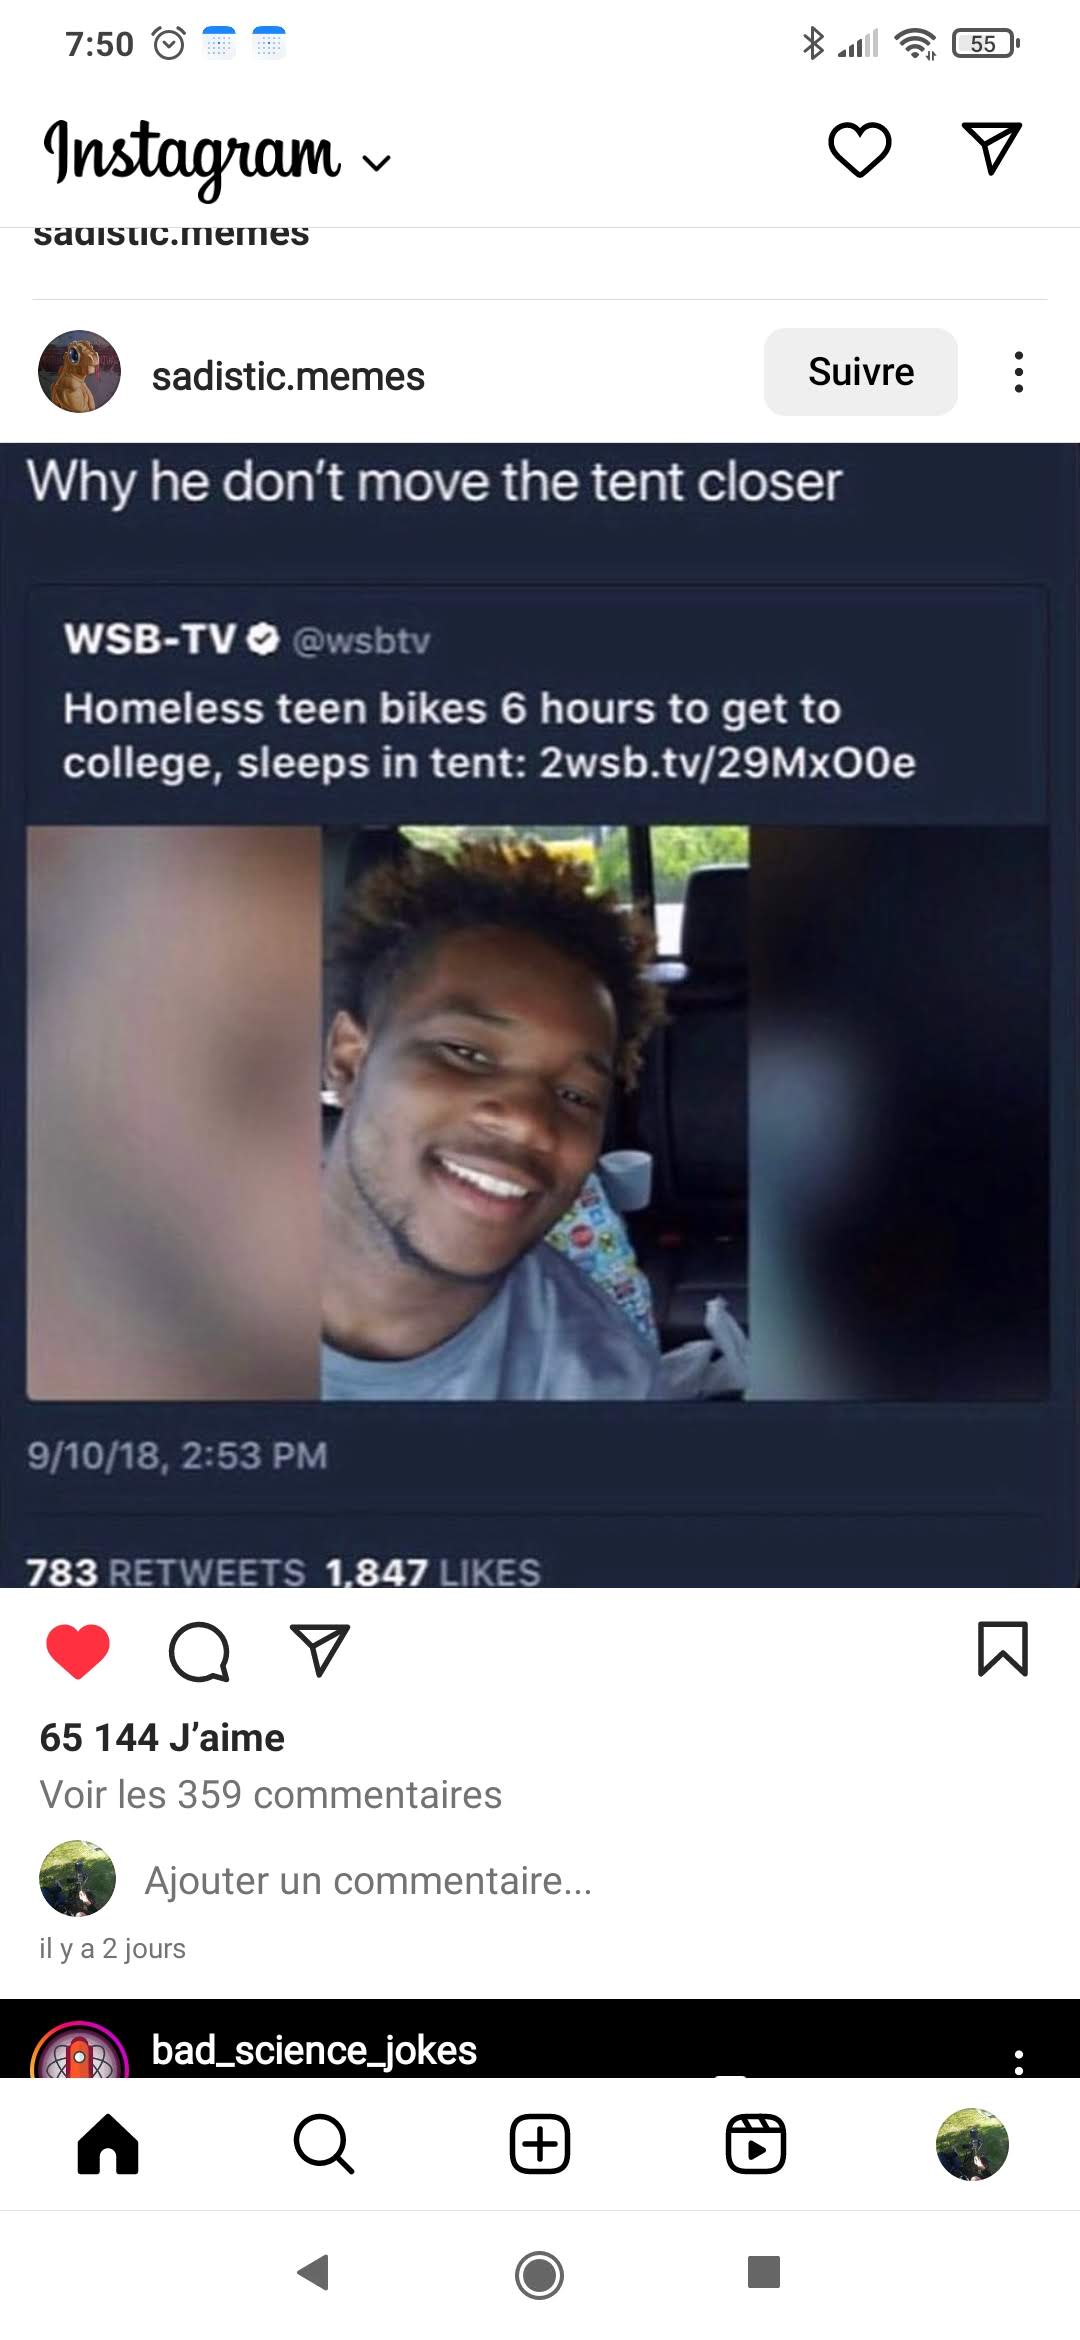 7:50
55
Instagram
sadistic.memes
sadistic.memes
Suivre
Why he don't move the tent closer
WSB-TV @wsbtv
Homeless teen bikes 6 hours to get to
college, sleeps in tent: 2wsb.tv/29MxO0e
9/10/18, 2:53 PM
783 RETWEETS 1,847 LIKES
65 144 J'aime
Voir les 359 commentaires
Ajouter un commentaire...
il y a 2 jours
bad_science_jokes